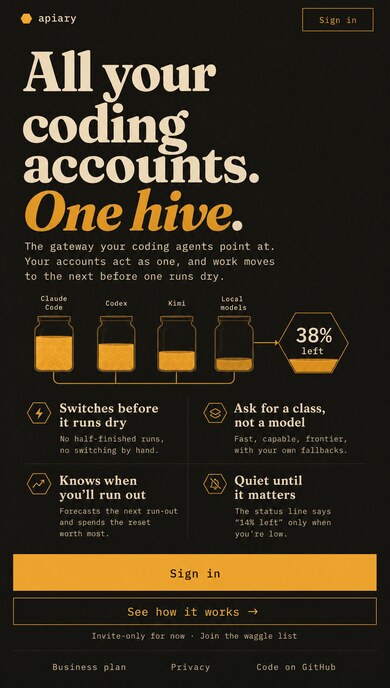 apiary
Sign in
All your
coding
accounts.
One hive.
The gateway your coding agents point at.
Your accounts act as one, and work moves
to the next before one runs dry.
Claude
Code
Codex
Kimi
Local
models
38%
left
Switches before
it runs dry
No half-finished runs,
no switching by hand.
Ask for a class,
not a model
Fast, capable, frontier,
with your own fallbacks.
Knows when
you’ll run out
Forecasts the next run-out
and spends the reset
worth most.
Quiet until
it matters
The status line says
“14% left” only when
you’re low.
Sign in
See how it works →
Invite-only for now · Join the waggle list
Business plan
Privacy
Code on GitHub